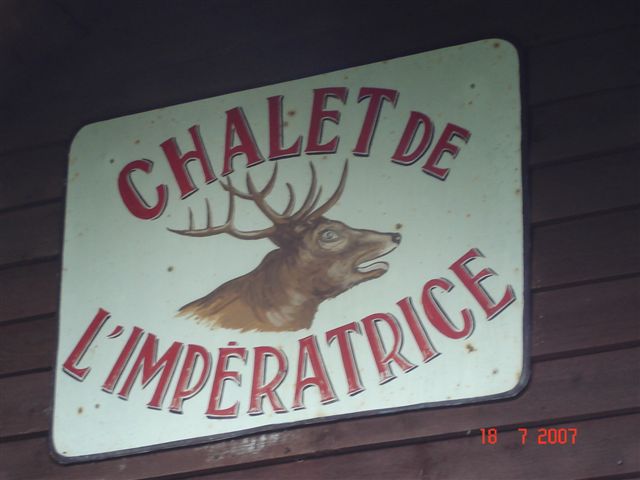 CHALET DE
L'IMPÉRATRICE
18 7 2007